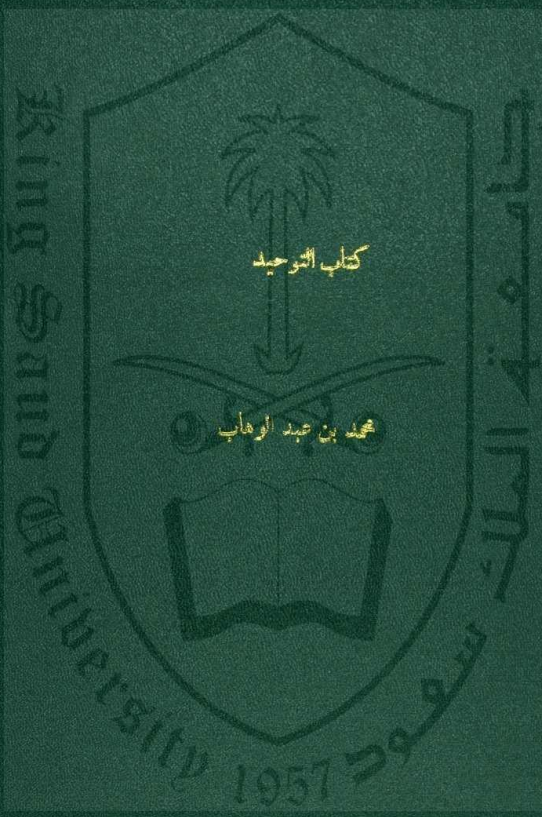 كتاب التوحيد
محمد بن عبد الوهاب
King Saud University 1957
جامعة الملك سعود